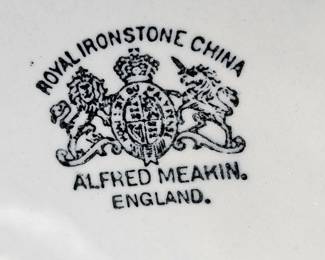 ROYAL IRONSTONE CHINA
ALFRED MEAKIN.
ENGLAND.